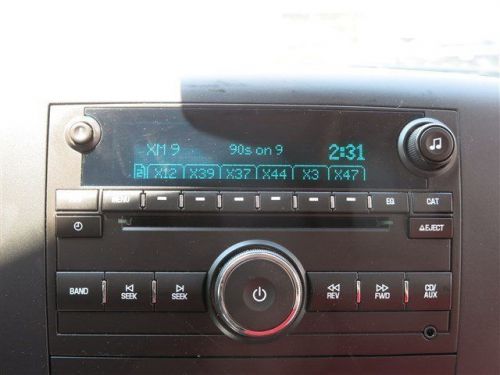 XM 9 90s on 9 2:31
2 X12 X39 X37 X44 X3 X47
MENU EQ CAT
EJECT
BAND SEEK SEEK REV FWD CD/
AUX